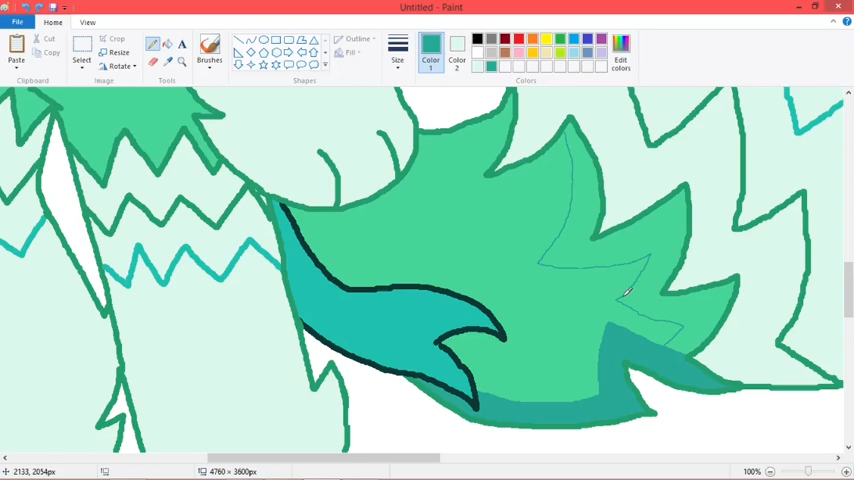 Untitled - Paint
File Home View
Paste
Cut
Copy
Clipboard
Select
Crop
Resize
Rotate
Image
A
Tools
Brushes
Shapes
Outline
Fill
Size
Color 1
Color 2
Colors
Edit colors
2133, 2054px
4760 × 3600px
100%